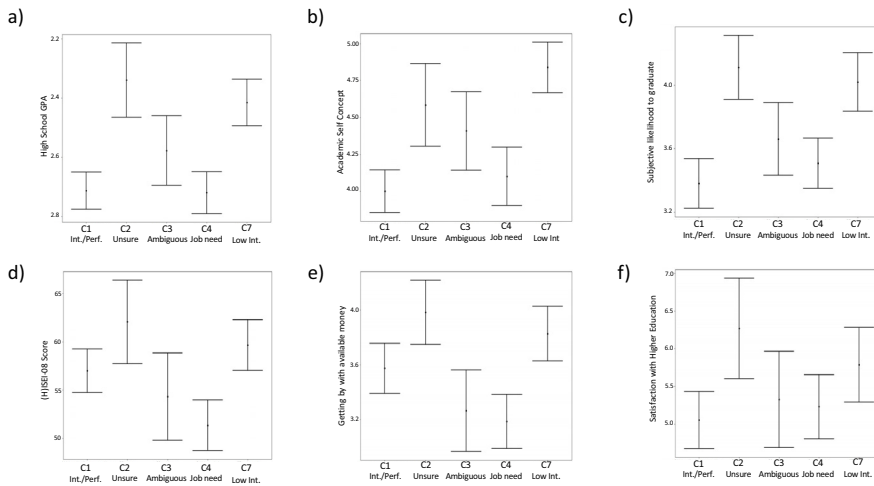 a)
High School GPA
2.2
2.4
2.6
2.8
C1 C2 C3 C4 C7
Int./Perf. Unsure Ambiguous Job need Low Int.
b)
Academic Self Concept
5.00
4.75
4.50
4.25
4.00
C1 C2 C3 C4 C7
Int./Perf. Unsure Ambiguous Job need Low Int
c)
Subjective likelihood to graduate
4.0
3.6
3.2
C1 C2 C3 C4 C7
Int./Perf. Unsure Ambiguous Job need Low Int.
d)
(H)ISEI-08 Score
65
60
55
50
C1 C2 C3 C4 C7
Int./Perf. Unsure Ambiguous Job need Low Int.
e)
Getting by with available money
4.0
3.6
3.2
C1 C2 C3 C4 C7
Int./Perf. Unsure Ambiguous Job need Low Int.
f)
Satisfaction with Higher Education
7.0
6.5
6.0
5.5
5.0
C1 C2 C3 C4 C7
Int./Perf. Unsure Ambiguous Job need Low Int.